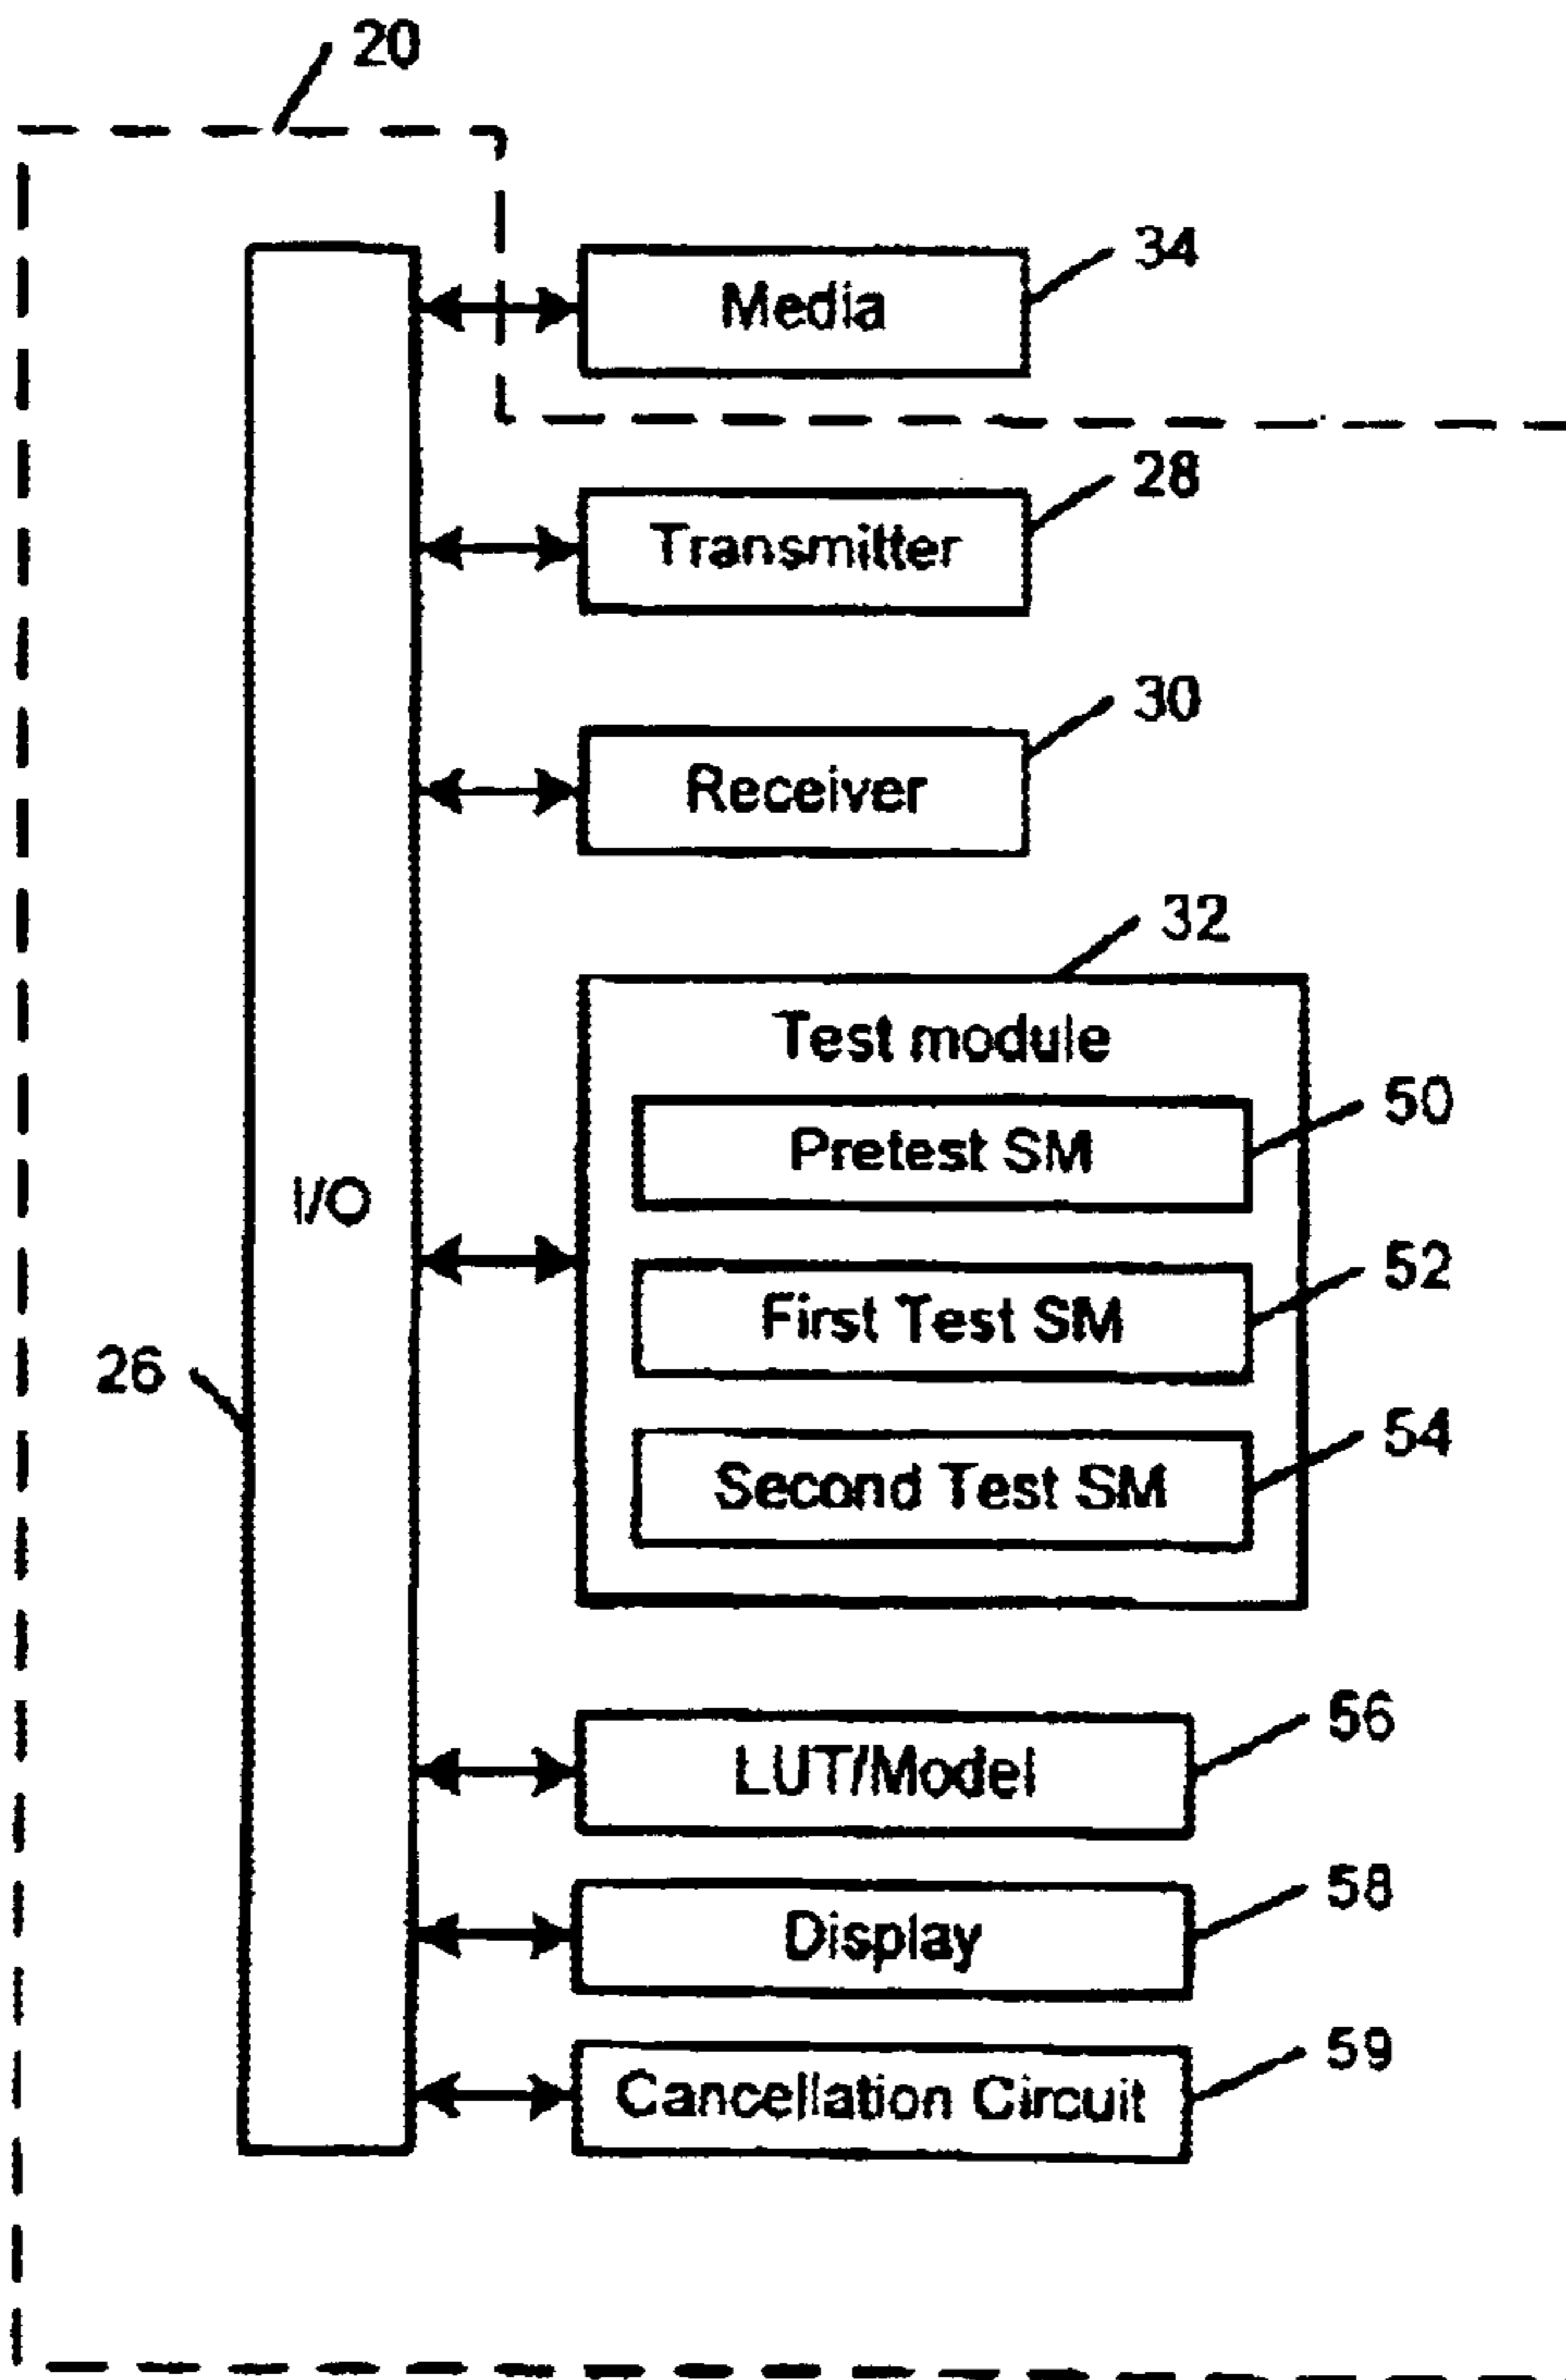 20
34
Media
28
Transmitter
30
Receiver
32
Test module
50
Pretest SM
I/O
52
First Test SM
26
54
Second Test SM
56
LUT/Model
58
Display
59
Cancellation Circuit